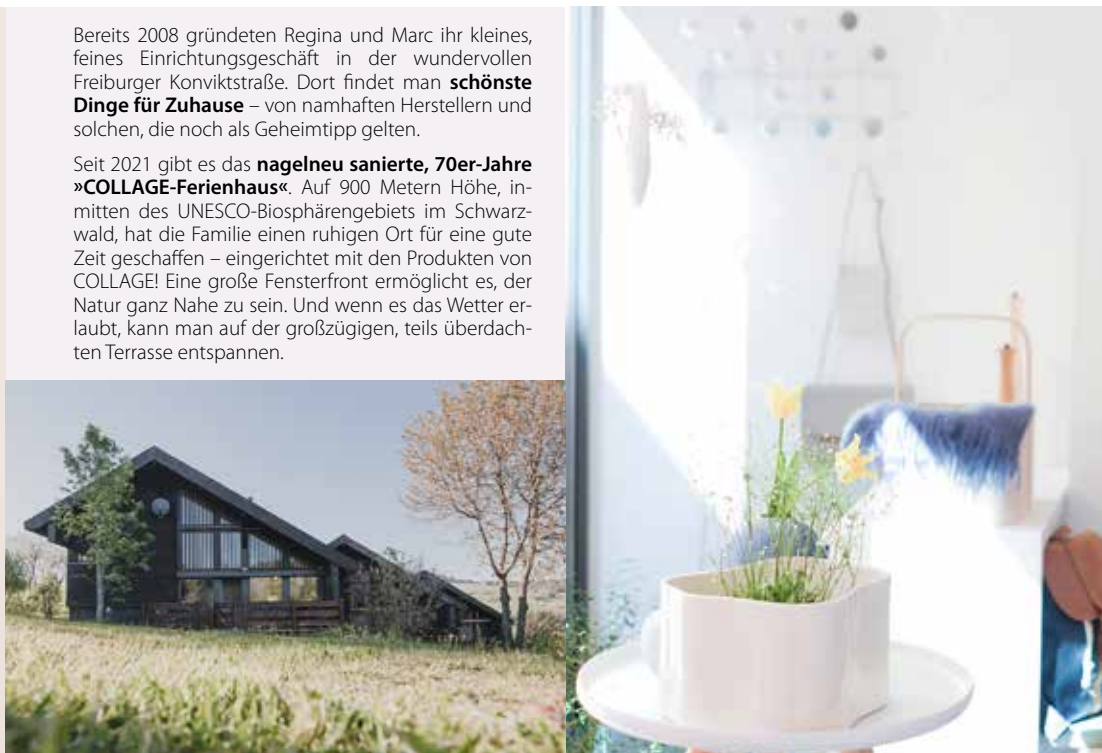 Bereits 2008 gründeten Regina und Marc ihr kleines,
feines Einrichtungsgeschäft in der wundervollen
Freiburger Konviktstraße. Dort findet man schönste
Dinge für Zuhause – von namhaften Herstellern und
solchen, die noch als Geheimtipp gelten.
Seit 2021 gibt es das nagelneu sanierte, 70er-Jahre
»COLLAGE-Ferienhaus«. Auf 900 Metern Höhe, in-
mitten des UNESCO-Biosphärengebiets im Schwarz-
wald, hat die Familie einen ruhigen Ort für eine gute
Zeit geschaffen – eingerichtet mit den Produkten von
COLLAGE! Eine große Fensterfront ermöglicht es, der
Natur ganz Nahe zu sein. Und wenn es das Wetter er-
laubt, kann man auf der großzügigen, teils überdach-
ten Terrasse entspannen.